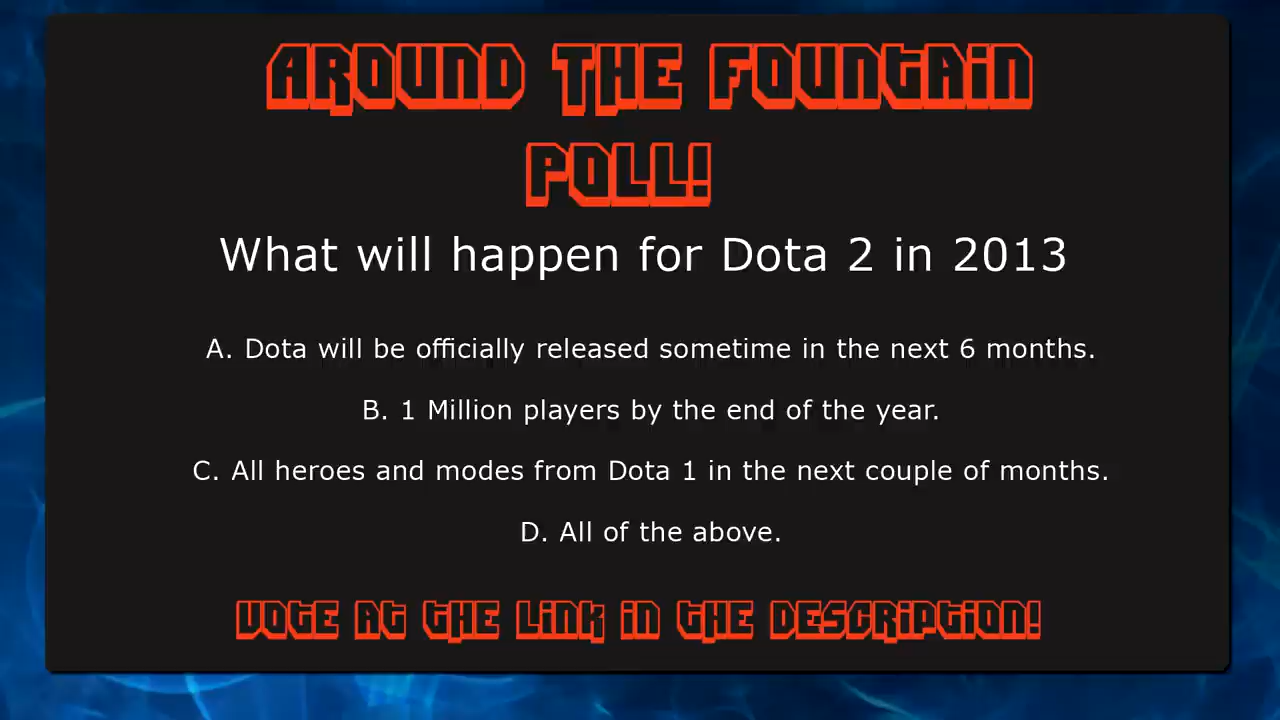 AROUND THE FOUNTAIN
POLL!
What will happen for Dota 2 in 2013
A. Dota will be officially released sometime in the next 6 months.
B. 1 Million players by the end of the year.
C. All heroes and modes from Dota 1 in the next couple of months.
D. All of the above.
VOTE AT THE LINK IN THE DESCRIPTION!